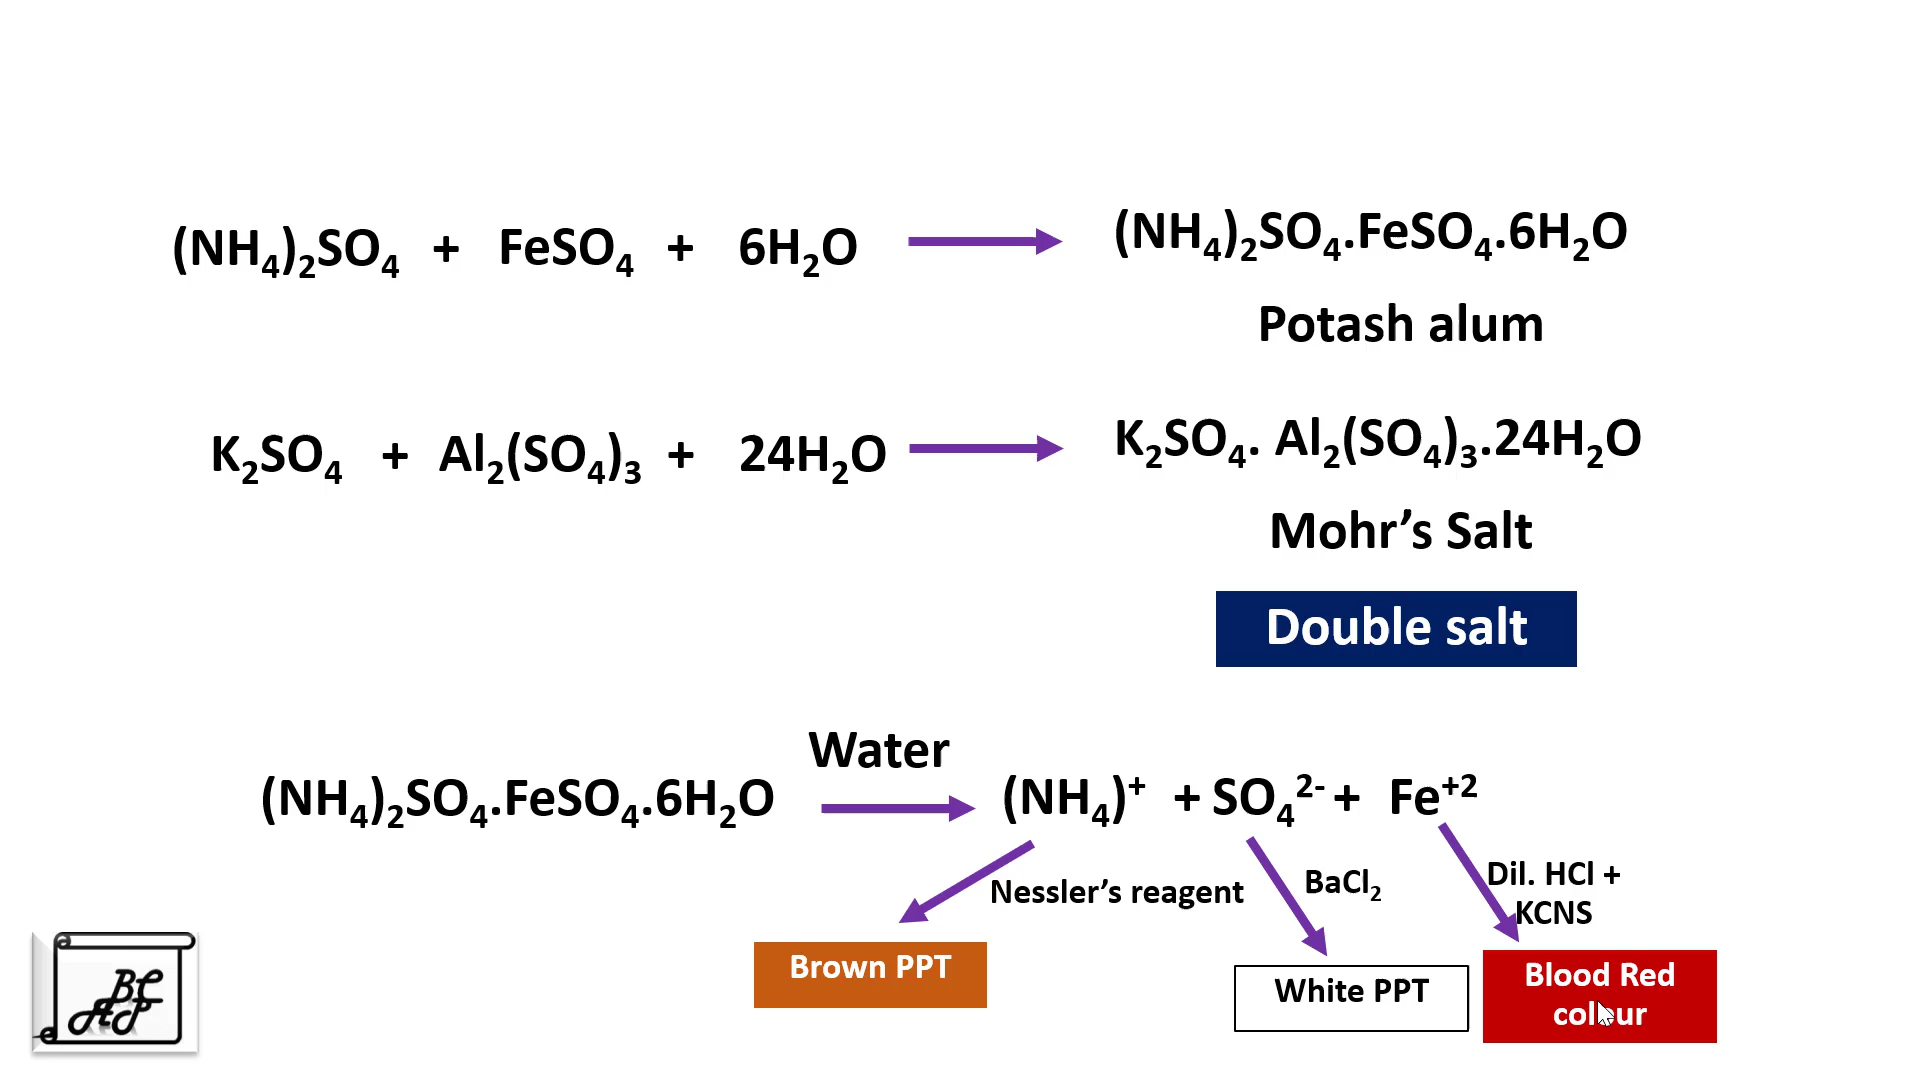 (NH₄)₂SO₄ + FeSO₄ + 6H₂O (NH₄)₂SO₄.FeSO₄.6H₂O
Potash alum
K₂SO₄ + Al₂(SO₄)₃ + 24H₂O K₂SO₄. Al₂(SO₄)₃.24H₂O
Mohr’s Salt
Double salt
Water
(NH₄)₂SO₄.FeSO₄.6H₂O (NH₄)⁺ + SO₄²⁻ + Fe⁺²
Nessler’s reagent
BaCl₂
Dil. HCl +
KCNS
Brown PPT
White PPT
Blood Red
colour